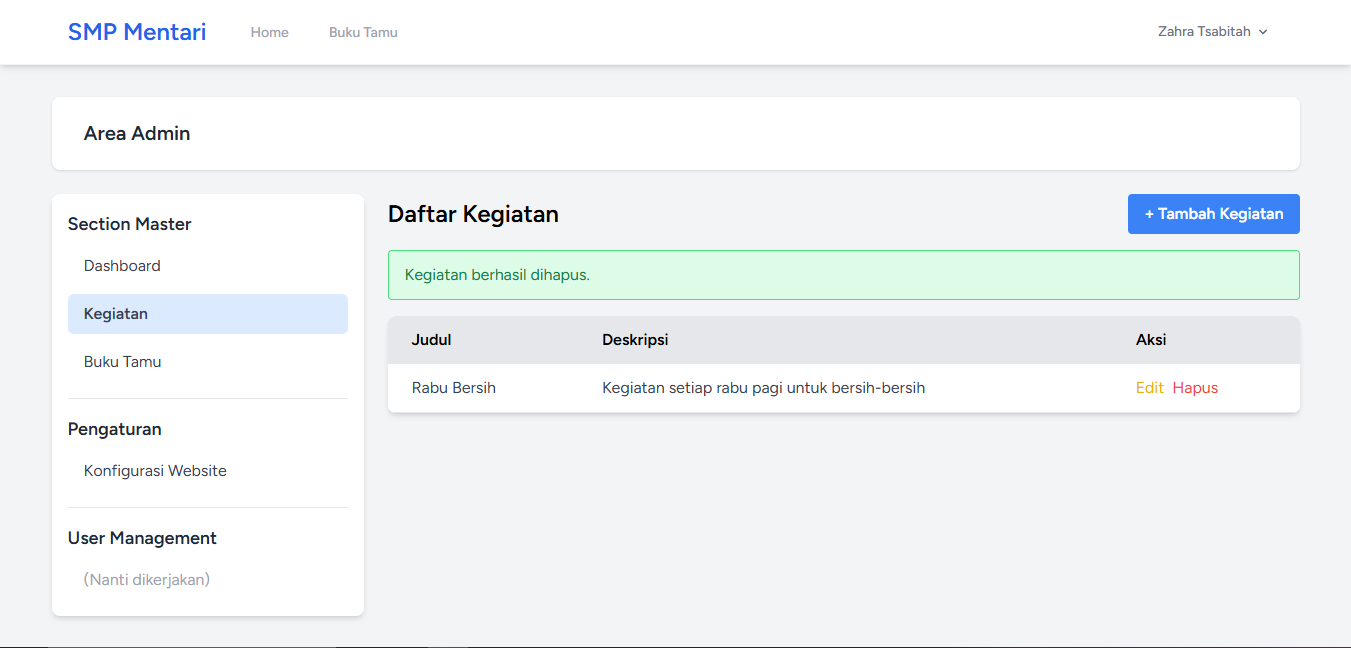 SMP Mentari Home Buku Tamu Zahra Tsabitah
Area Admin
Section Master
Dashboard
Kegiatan
Buku Tamu
Pengaturan
Konfigurasi Website
User Management
(Nanti dikerjakan)
Daftar Kegiatan + Tambah Kegiatan
Kegiatan berhasil dihapus.
Judul Deskripsi Aksi
Rabu Bersih Kegiatan setiap rabu pagi untuk bersih-bersih Edit Hapus